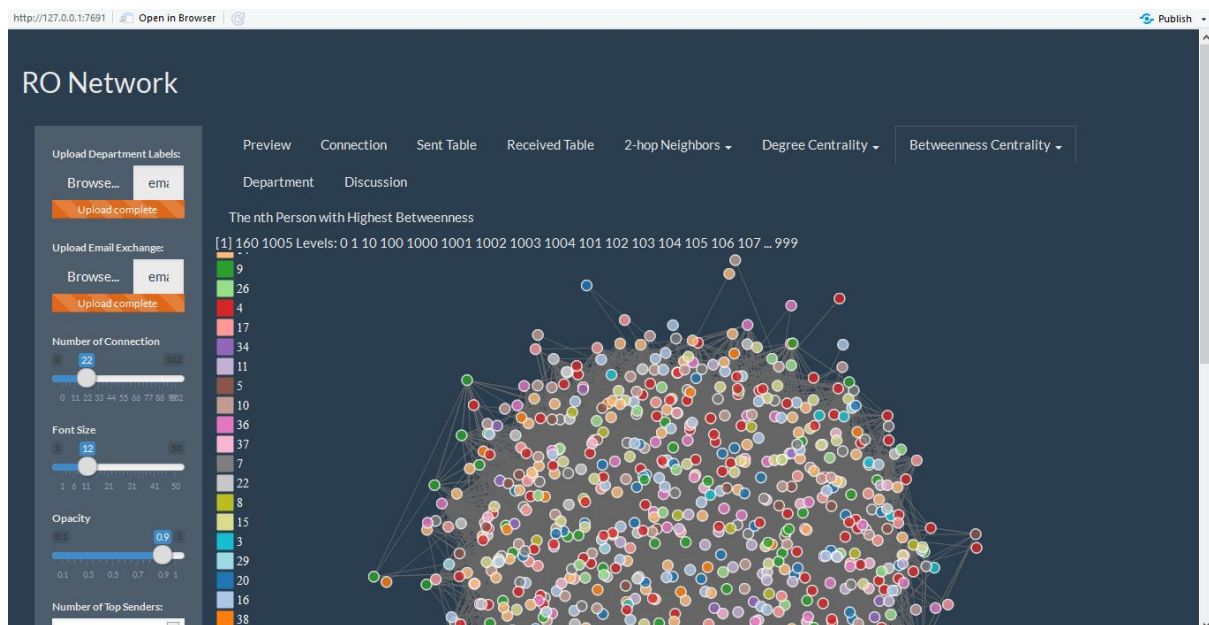 http://127.0.0.1:7691 Open in Browser Publish
RO Network
Upload Department Labels:
Browse... ema
Upload complete
Upload Email Exchange:
Browse... ema
Upload complete
Number of Connection
0 22 102
0 11 22 33 44 55 66 77 88
Font Size
1 12 50
1 6 11 21 31 41 50
Opacity
0.1 0.9 1
0.1 0.3 0.5 0.7 0.9 1
Number of Top Senders:
Preview Connection Sent Table Received Table 2-hop Neighbors Degree Centrality Betweenness Centrality
Department Discussion
The nth Person with Highest Betweenness
[1] 160 1005 Levels: 0 1 10 100 1000 1001 1002 1003 1004 101 102 103 104 105 106 107 ... 999
9
26
4
17
34
11
5
10
36
37
7
22
8
15
3
29
20
16
38